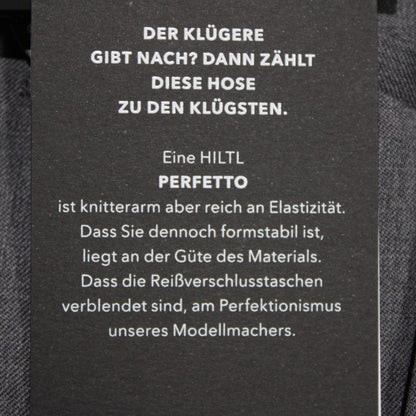 DER KLÜGERE
GIBT NACH? DANN ZÄHLT
DIESE HOSE
ZU DEN KLÜGSTEN.
Eine HILTL
PERFETTO
ist knitterarm aber reich an Elastizität.
Dass Sie dennoch formstabil ist,
liegt an der Güte des Materials.
Dass die Reißverschlusstaschen
verblendet sind, am Perfektionismus
unseres Modellmachers.